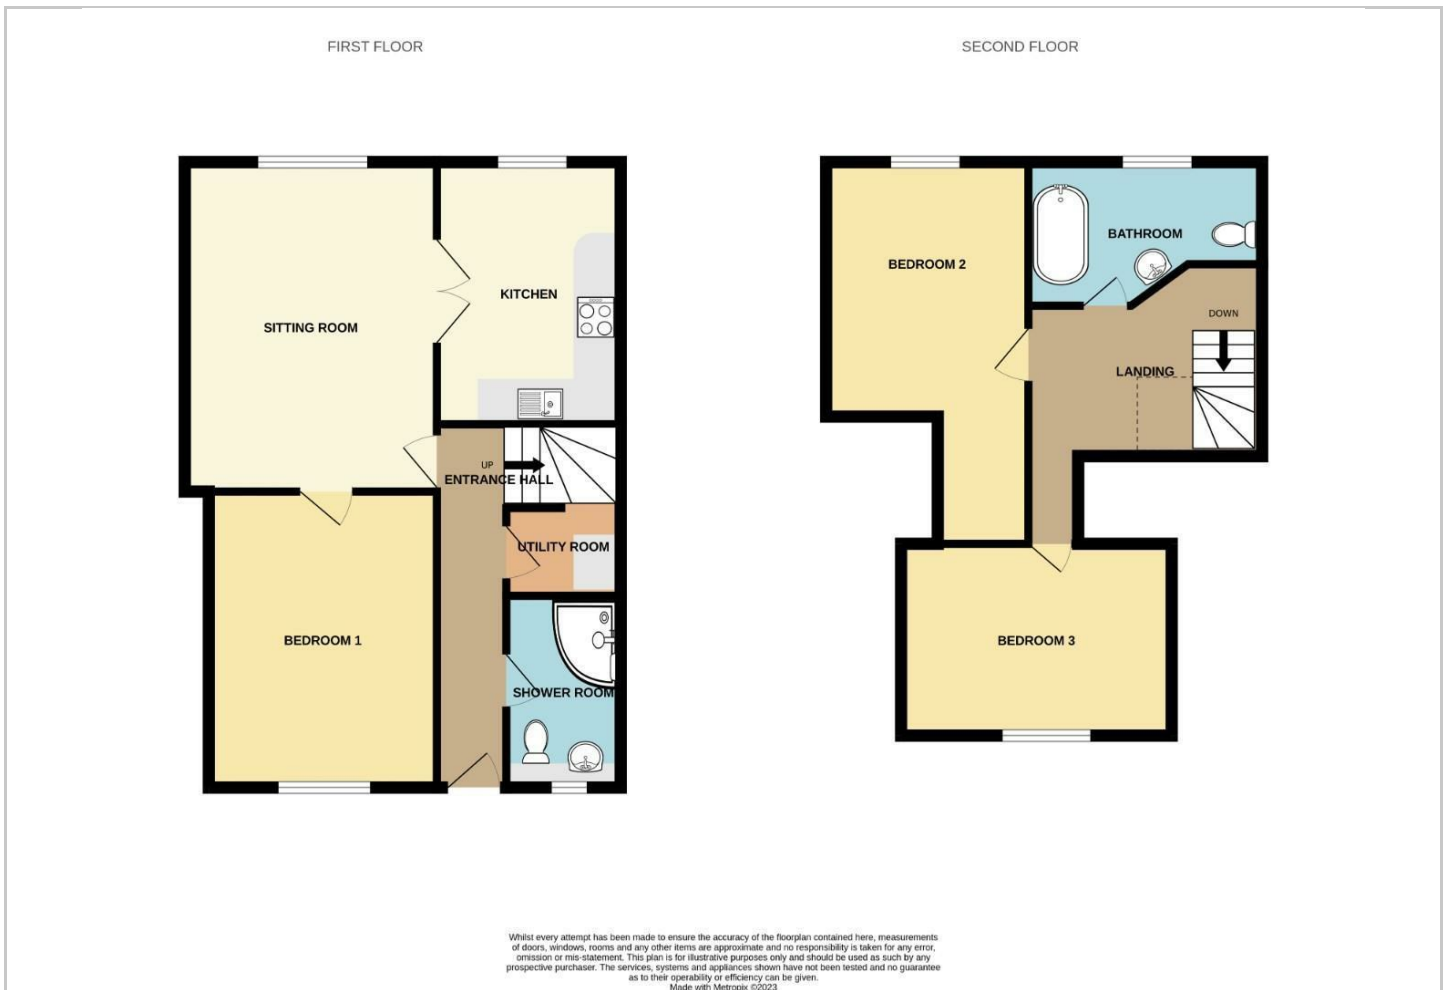 FIRST FLOOR
SECOND FLOOR
SITTING ROOM
KITCHEN
UP
ENTRANCE HALL
UTILITY ROOM
BEDROOM 1
SHOWER ROOM
BEDROOM 2
BATHROOM
DOWN
LANDING
BEDROOM 3
Whilst every attempt has been made to ensure the accuracy of the floorplan contained here, measurements
of doors, windows, rooms and any other items are approximate and no responsibility is taken for any error,
omission or mis-statement. This plan is for illustrative purposes only and should be used as such by any
prospective purchaser. The services, systems and appliances shown have not been tested and no guarantee
as to their operability or efficiency can be given.
Made with Metropix ©2023